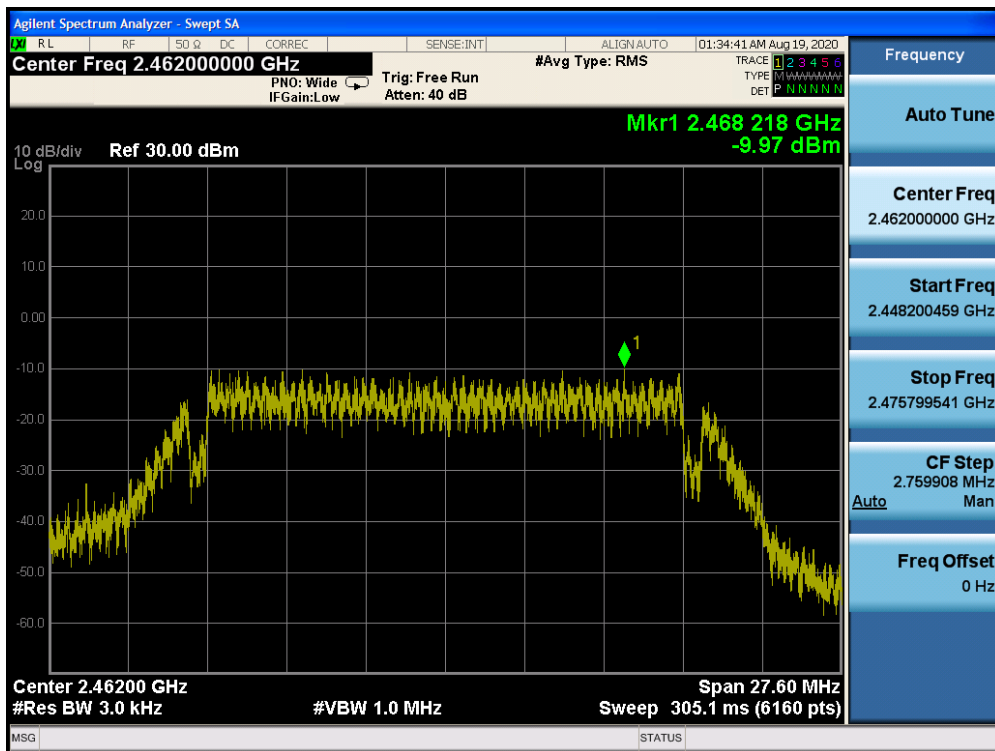 Agilent Spectrum Analyzer - Swept SA
LXI RL RF 50 Ω DC CORREC SENSE:INT ALIGN AUTO 01:34:41 AM Aug 19, 2020
Center Freq 2.462000000 GHz
PNO: Wide
IFGain:Low
Trig: Free Run
Atten: 40 dB
#Avg Type: RMS
TRACE 1 2 3 4 5 6
TYPE M WWWWW
DET P N N N N N
Mkr1 2.468 218 GHz
-9.97 dBm
10 dB/div Ref 30.00 dBm
Log
20.0
10.0
0.00
-10.0
-20.0
-30.0
-40.0
-50.0
-60.0
1
Center 2.46200 GHz Span 27.60 MHz
#Res BW 3.0 kHz #VBW 1.0 MHz Sweep 305.1 ms (6160 pts)
MSG STATUS
Frequency
Auto Tune
Center Freq
2.462000000 GHz
Start Freq
2.448200459 GHz
Stop Freq
2.475799541 GHz
CF Step
2.759908 MHz
Auto Man
Freq Offset
0 Hz